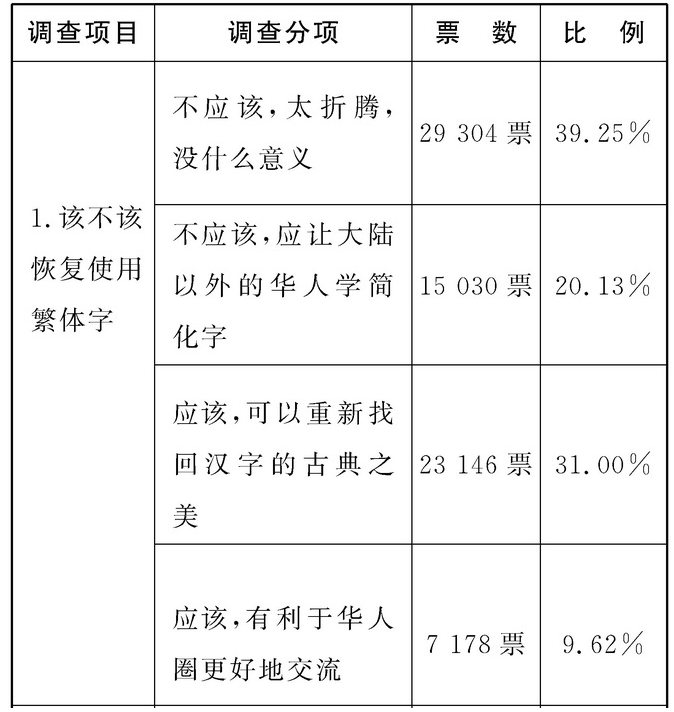 调查项目 调查分项 票 数 比 例
1.该不该
恢复使用
繁体字
不应该,太折腾,
没什么意义
29 304 票 39.25%
不应该,应让大陆
以外的华人学简
化字
15 030 票 20.13%
应该,可以重新找
回汉字的古典之
美
23 146 票 31.00%
应该,有利于华人
圈更好地交流
7 178 票 9.62%